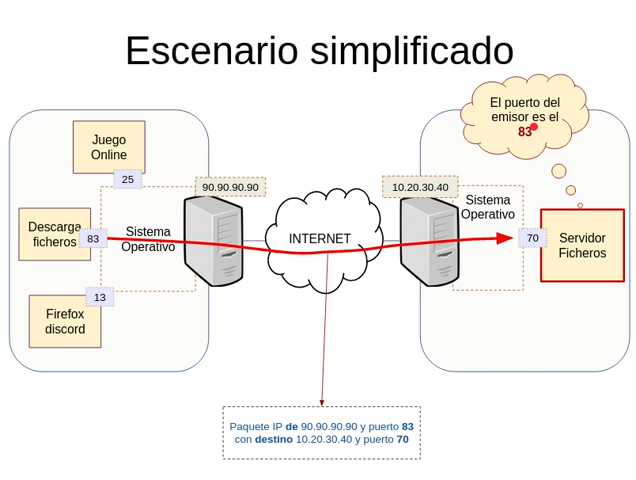 Escenario simplificado
El puerto del
emisor es el
83
Juego
Online
25
90.90.90.90
10.20.30.40
Descarga
ficheros
83
Sistema
Operativo
INTERNET
Sistema
Operativo
70
Servidor
Ficheros
13
Firefox
discord
Paquete IP de 90.90.90.90 y puerto 83
con destino 10.20.30.40 y puerto 70